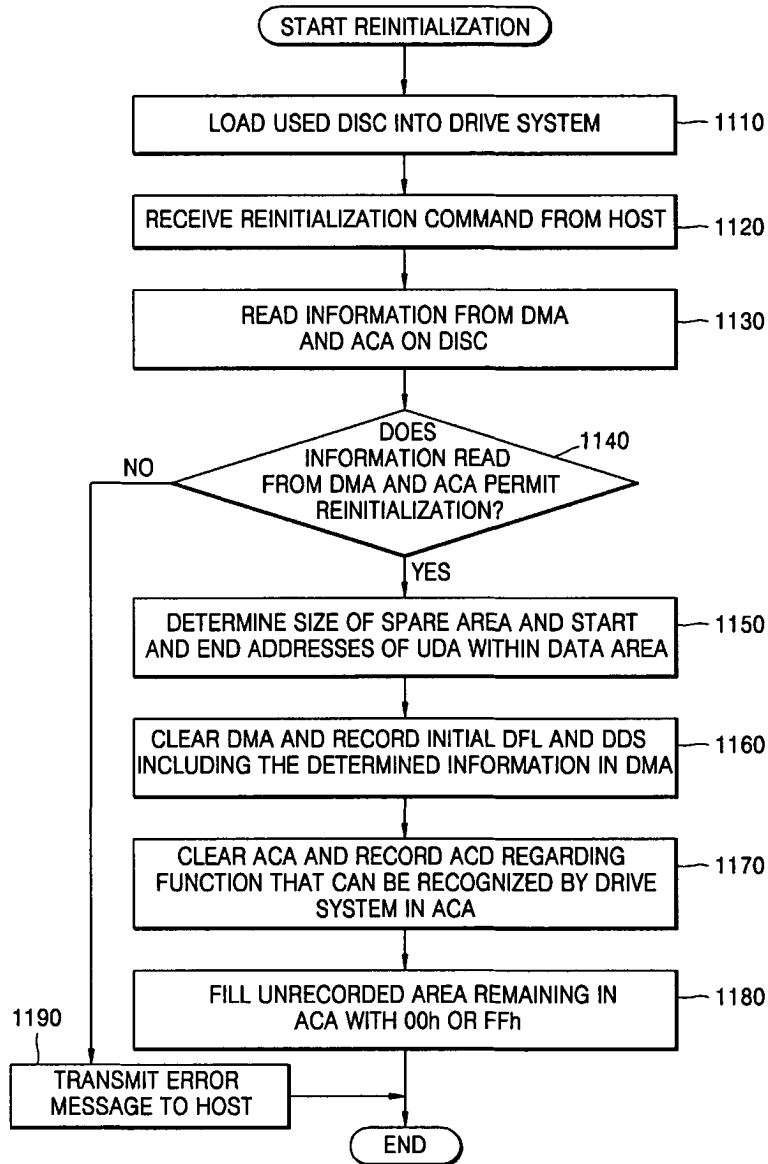 START REINITIALIZATION
LOAD USED DISC INTO DRIVE SYSTEM
1110
RECEIVE REINITIALIZATION COMMAND FROM HOST
1120
READ INFORMATION FROM DMA
AND ACA ON DISC
1130
DOES
INFORMATION READ
FROM DMA AND ACA PERMIT
REINITIALIZATION?
1140
NO
YES
DETERMINE SIZE OF SPARE AREA AND START
AND END ADDRESSES OF UDA WITHIN DATA AREA
1150
CLEAR DMA AND RECORD INITIAL DFL AND DDS
INCLUDING THE DETERMINED INFORMATION IN DMA
1160
CLEAR ACA AND RECORD ACD REGARDING
FUNCTION THAT CAN BE RECOGNIZED BY DRIVE
SYSTEM IN ACA
1170
FILL UNRECORDED AREA REMAINING IN
ACA WITH 00h OR FFh
1180
1190
TRANSMIT ERROR
MESSAGE TO HOST
END